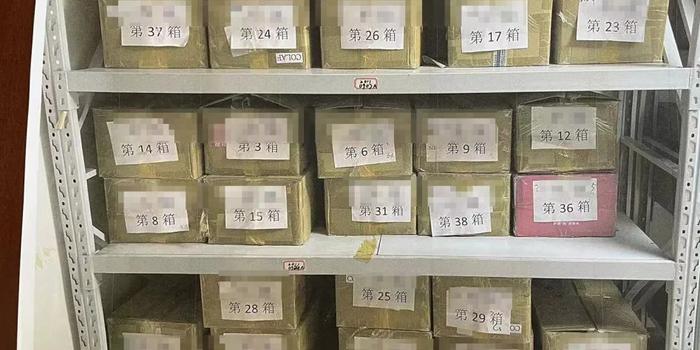 第 37 箱
第 24 箱
第 26 箱
第 17 箱
第 23 箱
第 14 箱
第 3 箱
第 6 箱
第 9 箱
第 12 箱
第 8 箱
第 15 箱
第 31 箱
第 38 箱
第 36 箱
第 28 箱
第 25 箱
第 29 箱